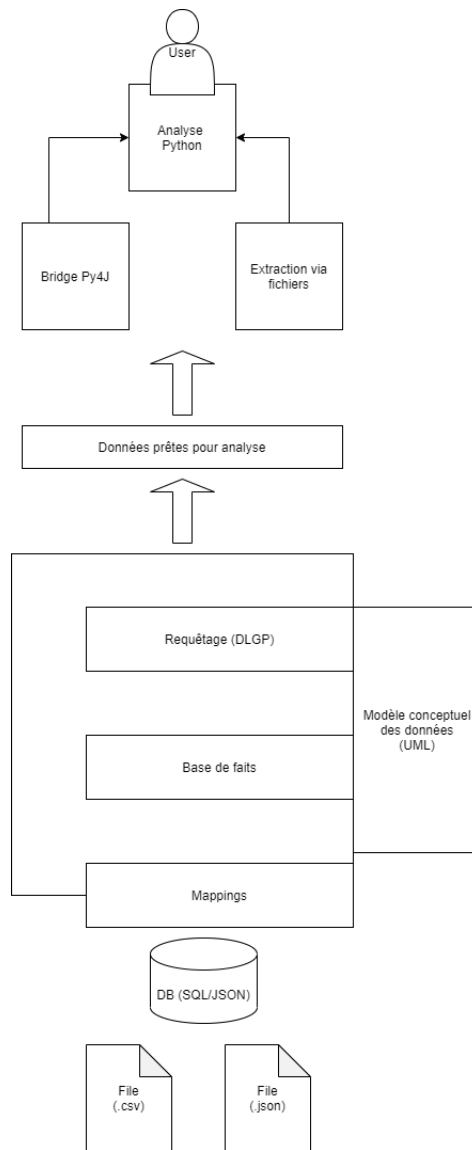 User
Analyse
Python
Bridge Py4J
Extraction via
fichiers
Données prêtes pour analyse
Requêtage (DLGP)
Modèle conceptuel
des données
(UML)
Base de faits
Mappings
DB (SQL/JSON)
File
(.csv)
File
(.json)